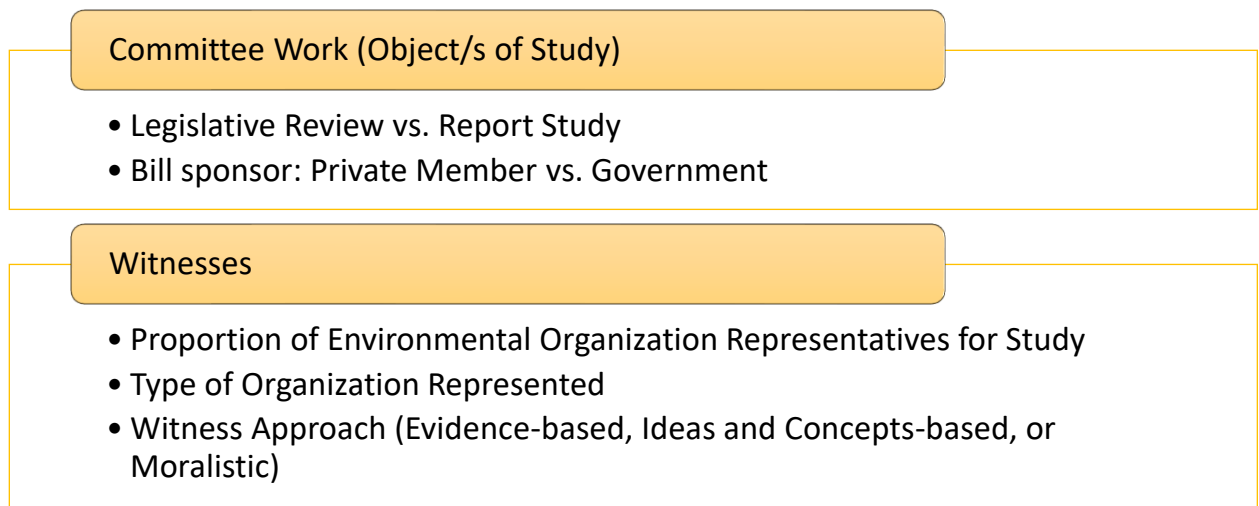 Committee Work (Object/s of Study)
• Legislative Review vs. Report Study
• Bill sponsor: Private Member vs. Government
Witnesses
• Proportion of Environmental Organization Representatives for Study
• Type of Organization Represented
• Witness Approach (Evidence-based, Ideas and Concepts-based, or
Moralistic)